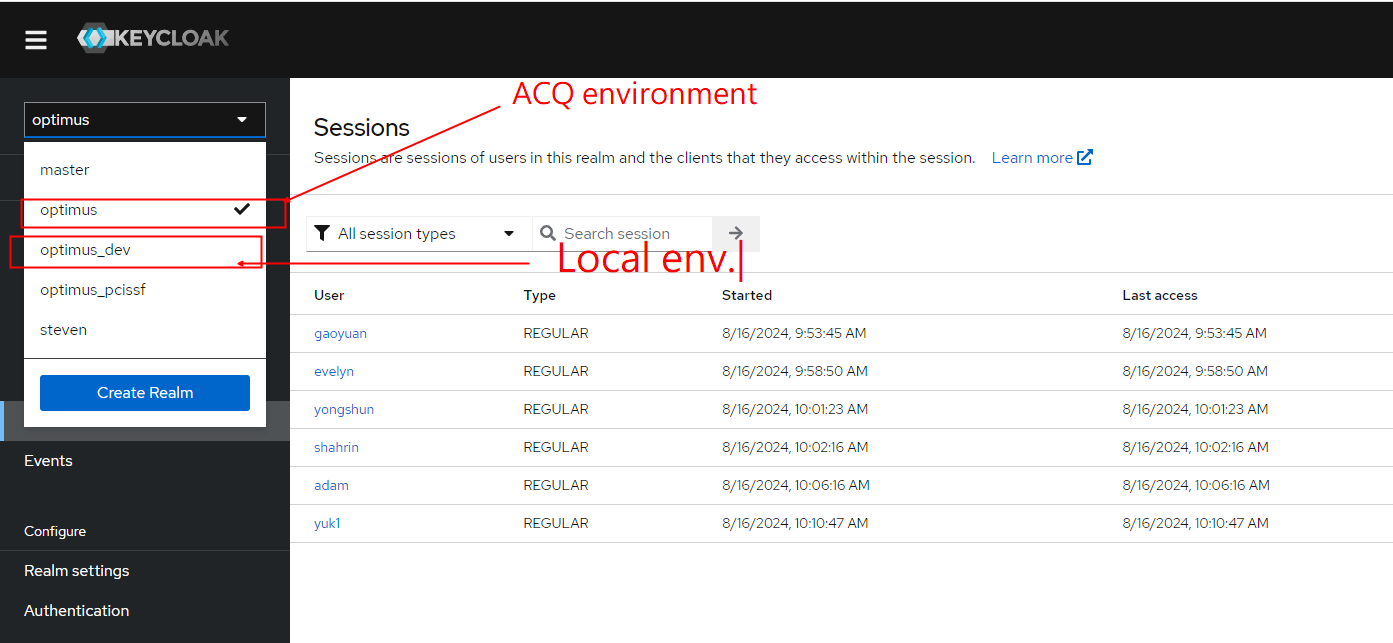 KEYCLOAK
ACQ environment
optimus
Sessions
Sessions are sessions of users in this realm and the clients that they access within the session. Learn more
master
optimus
optimus_dev
optimus_pcissf
steven
Create Realm
Events
Configure
Realm settings
Authentication
All session types
Search session
Local env.
User Type Started Last access
gaoyuan REGULAR 8/16/2024, 9:53:45 AM 8/16/2024, 9:53:45 AM
evelyn REGULAR 8/16/2024, 9:58:50 AM 8/16/2024, 9:58:50 AM
yongshun REGULAR 8/16/2024, 10:01:23 AM 8/16/2024, 10:01:23 AM
shahrin REGULAR 8/16/2024, 10:02:16 AM 8/16/2024, 10:02:16 AM
adam REGULAR 8/16/2024, 10:06:16 AM 8/16/2024, 10:06:16 AM
yuk1 REGULAR 8/16/2024, 10:10:47 AM 8/16/2024, 10:10:47 AM